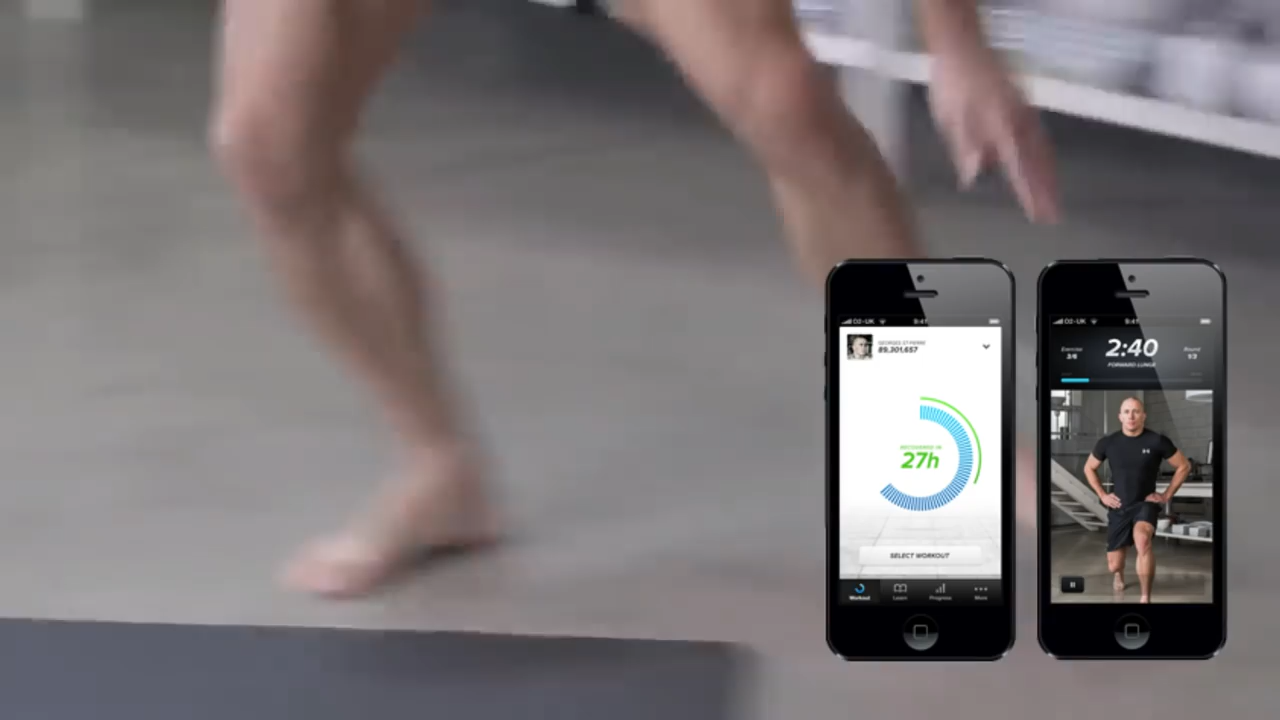 O2-UK 9:41
GEORGES ST-PIERRE
89,301,657
RECOVERED IN
27h
SELECT WORKOUT
Workout Learn Progress More
O2-UK 9:41
Exercise 2:40 Round
3/6 FORWARD LUNGE 1/3